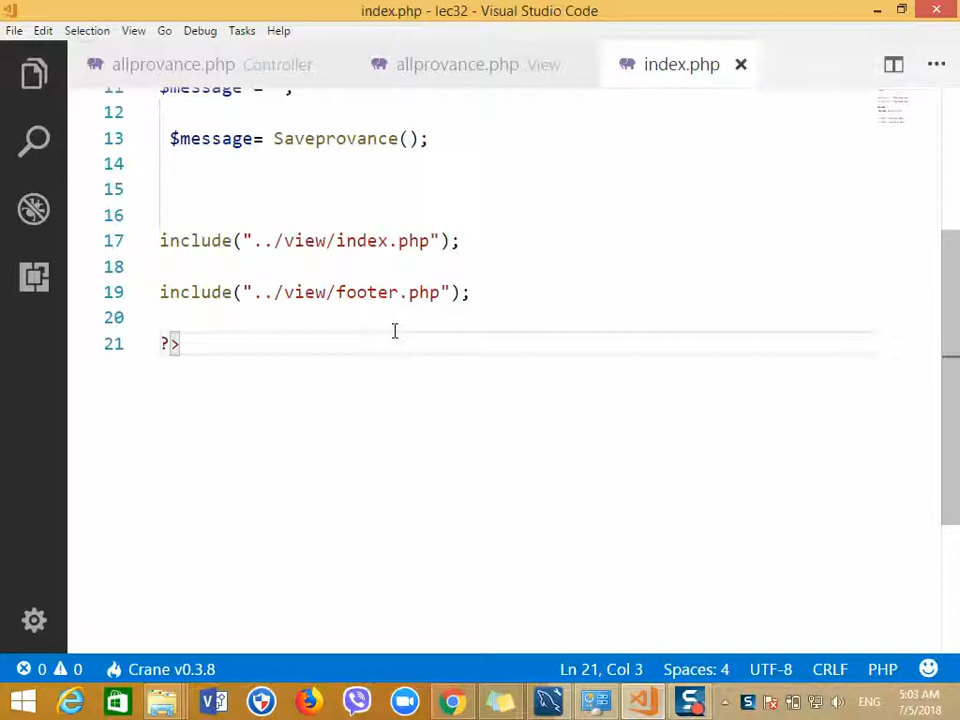 index.php - lec32 - Visual Studio Code
File Edit Selection View Go Debug Tasks Help
allprovance.php Controller allprovance.php View index.php
11 $message = ;
12
13 $message= Saveprovance();
14
15
16
17 include("../view/index.php");
18
19 include("../view/footer.php");
20
21 ?>
0 0 Crane v0.3.8 Ln 21, Col 3 Spaces: 4 UTF-8 CRLF PHP
ENG 5:03 AM
7/5/2018